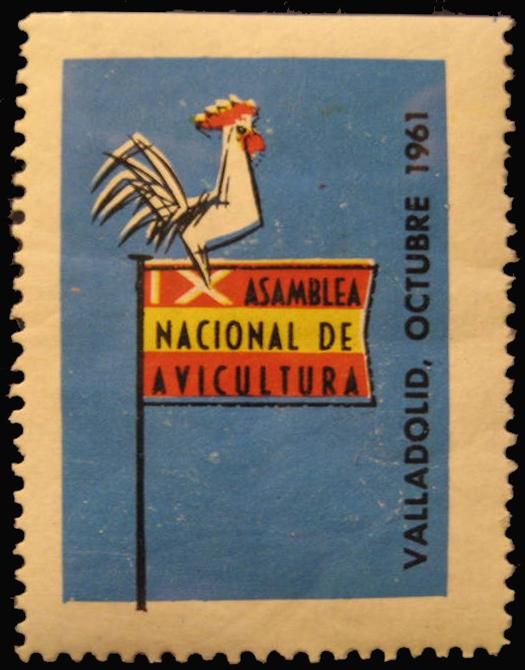 IX ASAMBLEA
NACIONAL DE
AVICULTURA
VALLADOLID, OCTUBRE 1961